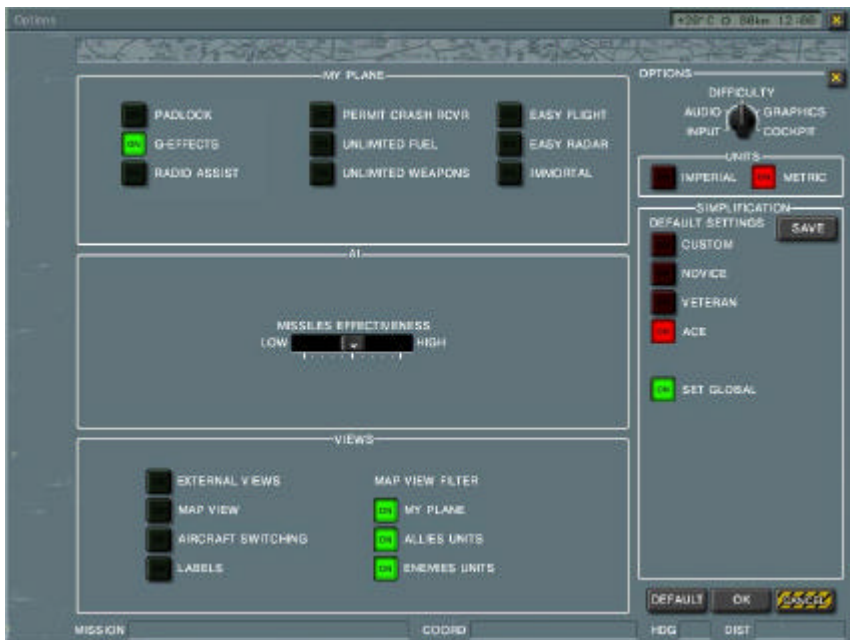 Options
+20°C 80km 12:00
MY PLANE
PADLOCK
PERMIT CRASH RCVR
EASY FLIGHT
ON G-EFFECTS
UNLIMITED FUEL
EASY RADAR
RADIO ASSIST
UNLIMITED WEAPONS
IMMORTAL
AI
MISSILES EFFECTIVENESS
LOW HIGH
VIEWS
EXTERNAL VIEWS
MAP VIEW
AIRCRAFT SWITCHING
LABELS
MAP VIEW FILTER
ON MY PLANE
ON ALLIES UNITS
ON ENEMIES UNITS
OPTIONS
DIFFICULTY
AUDIO GRAPHICS
INPUT COCKPIT
UNITS
IMPERIAL ON METRIC
SIMPLIFICATION
DEFAULT SETTINGS SAVE
CUSTOM
NOVICE
VETERAN
ON ACE
ON SET GLOBAL
DEFAULT OK CANCEL
MISSION COORD HDG DIST